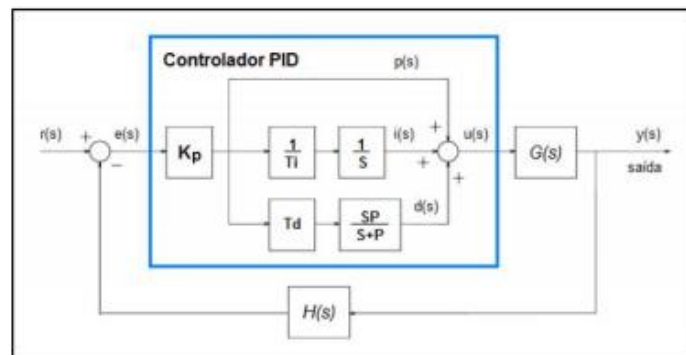 Controlador PID
p(s)
r(s) + e(s) Kp 1/Ti 1/S i(s) + + + u(s) G(s) y(s)
−
saída
Td SP/S+P d(s)
H(s)